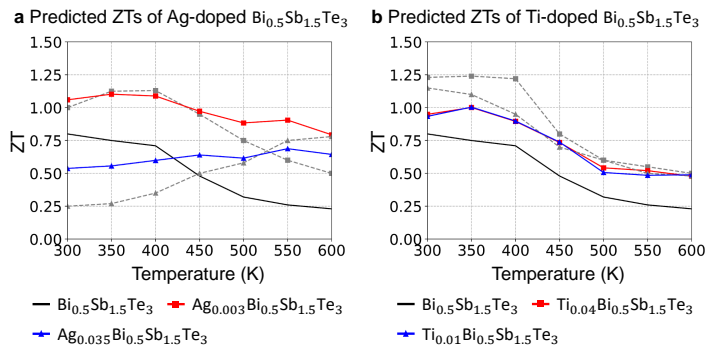 a Predicted ZTs of Ag-doped Bi₀.₅Sb₁.₅Te₃
1.50
1.25
1.00
0.75
0.50
0.25
0.00
ZT
300 350 400 450 500 550 600
Temperature (K)
Bi₀.₅Sb₁.₅Te₃ Ag₀.₀₀₃Bi₀.₅Sb₁.₅Te₃
Ag₀.₀₃₅Bi₀.₅Sb₁.₅Te₃
b Predicted ZTs of Ti-doped Bi₀.₅Sb₁.₅Te₃
1.50
1.25
1.00
0.75
0.50
0.25
0.00
ZT
300 350 400 450 500 550 600
Temperature (K)
Bi₀.₅Sb₁.₅Te₃ Ti₀.₀₄Bi₀.₅Sb₁.₅Te₃
Ti₀.₀₁Bi₀.₅Sb₁.₅Te₃